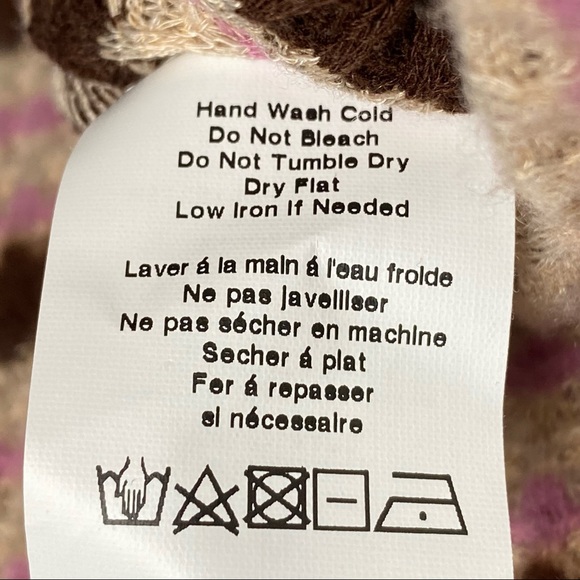 Hand Wash Cold
Do Not Bleach
Do Not Tumble Dry
Dry Flat
Low Iron If Needed
Laver á la main á l'eau froide
Ne pas javelliser
Ne pas sécher en machine
Secher á plat
Fer á repasser
si nécessaire